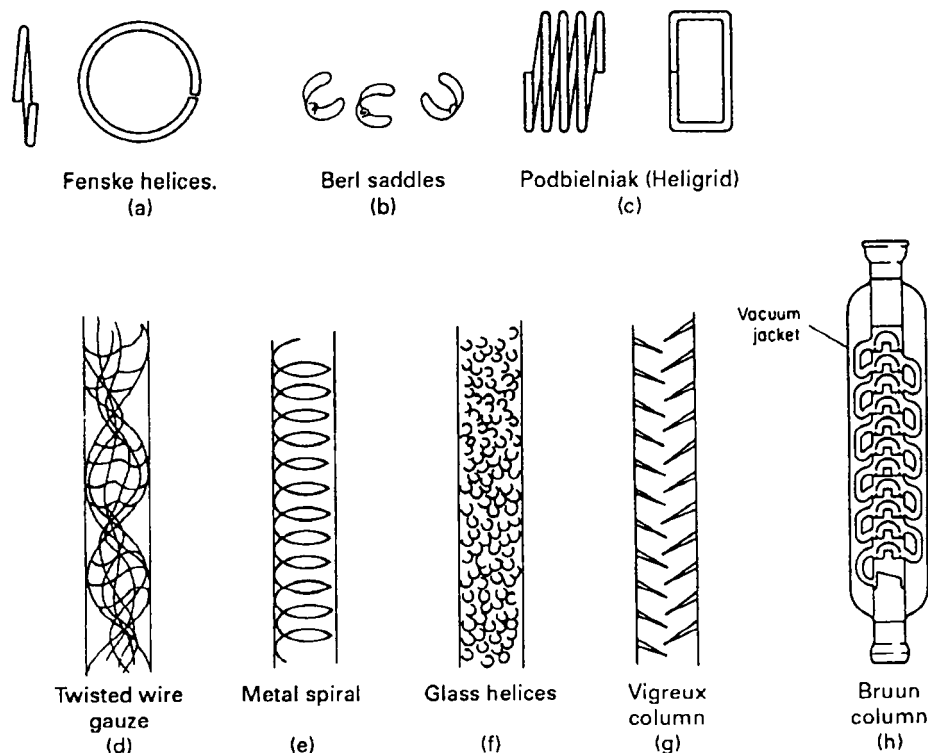 Fenske helices.
(a)
Berl saddles
(b)
Podbielniak (Heligrid)
(c)
Vacuum
jacket
Twisted wire
gauze
(d)
Metal spiral
(e)
Glass helices
(f)
Vigreux
column
(g)
Bruun
column
(h)